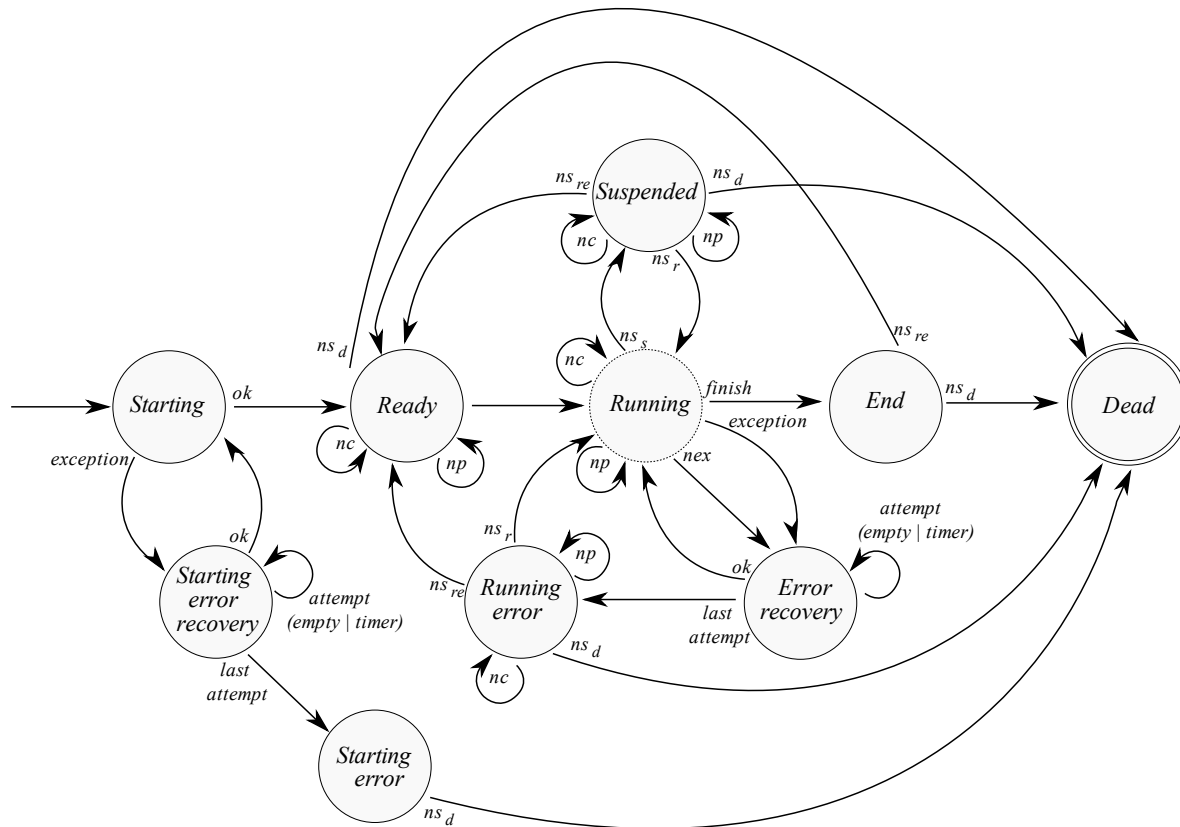 ns re
Suspended
ns d
nc
np
ns r
ns d
ns s
ns re
nc
Starting
ok
Ready
Running
finish
End
ns d
Dead
exception
nc
np
np
nex
exception
ok
ns r
np
ok
attempt
(empty | timer)
Starting
error
recovery
attempt
(empty | timer)
ns re
Running
error
last
attempt
Error
recovery
last
attempt
nc
ns d
Starting
error
ns d